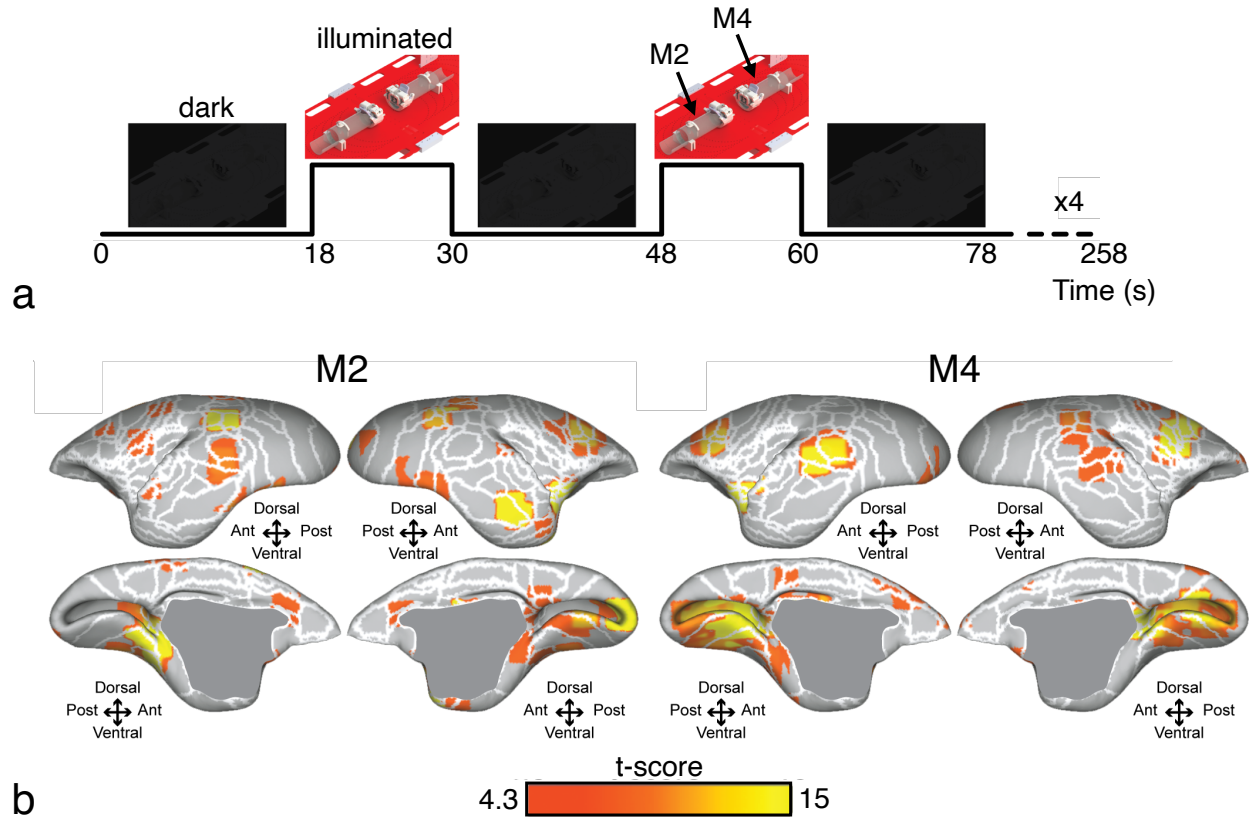 M4
illuminated
M2
dark
x4
0 18 30 48 60 78 258
Time (s)
a
M2 M4
Dorsal Dorsal Dorsal Dorsal
Ant Post Post Ant Ant Post Post Ant
Ventral Ventral Ventral Ventral
Dorsal Dorsal Dorsal Dorsal
Post Ant Ant Post Post Ant Ant Post
Ventral Ventral Ventral Ventral
t-score
4.3 15
b